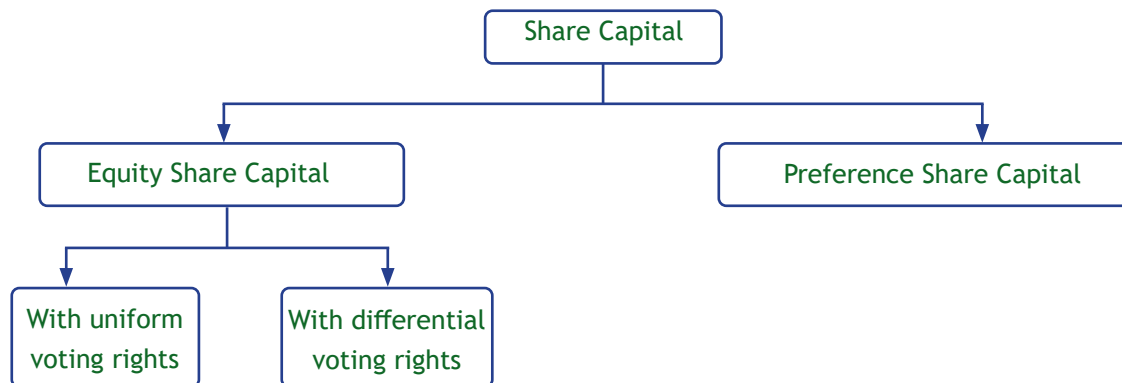 Share Capital
Equity Share Capital
Preference Share Capital
With uniform
voting rights
With differential
voting rights